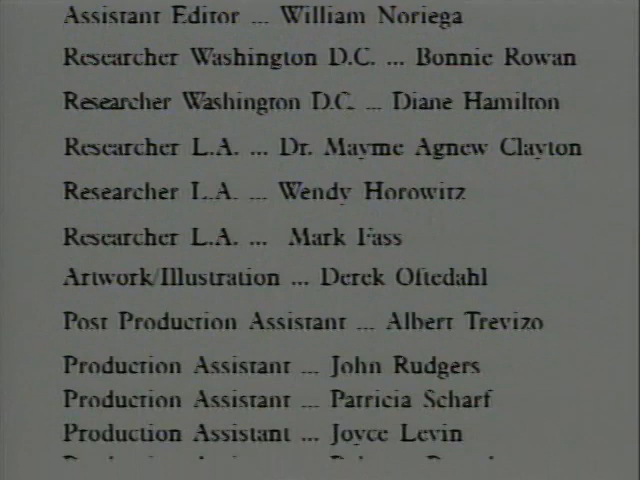 Assistant Editor ... William Noriega
Researcher Washington D.C. ... Bonnie Rowan
Researcher Washington D.C. ... Diane Hamilton
Researcher L.A. ... Dr. Mayme Agnew Clayton
Researcher L.A. ... Wendy Horowitz
Researcher L.A. ... Mark Fass
Artwork/Illustration ... Derek Oftedahl
Post Production Assistant ... Albert Trevizo
Production Assistant ... John Rudgers
Production Assistant ... Patricia Scharf
Production Assistant ... Joyce Levin